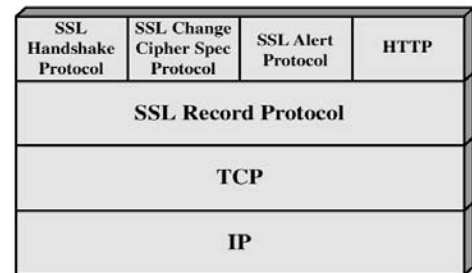 SSL
Handshake
Protocol
SSL Change
Cipher Spec
Protocol
SSL Alert
Protocol
HTTP
SSL Record Protocol
TCP
IP